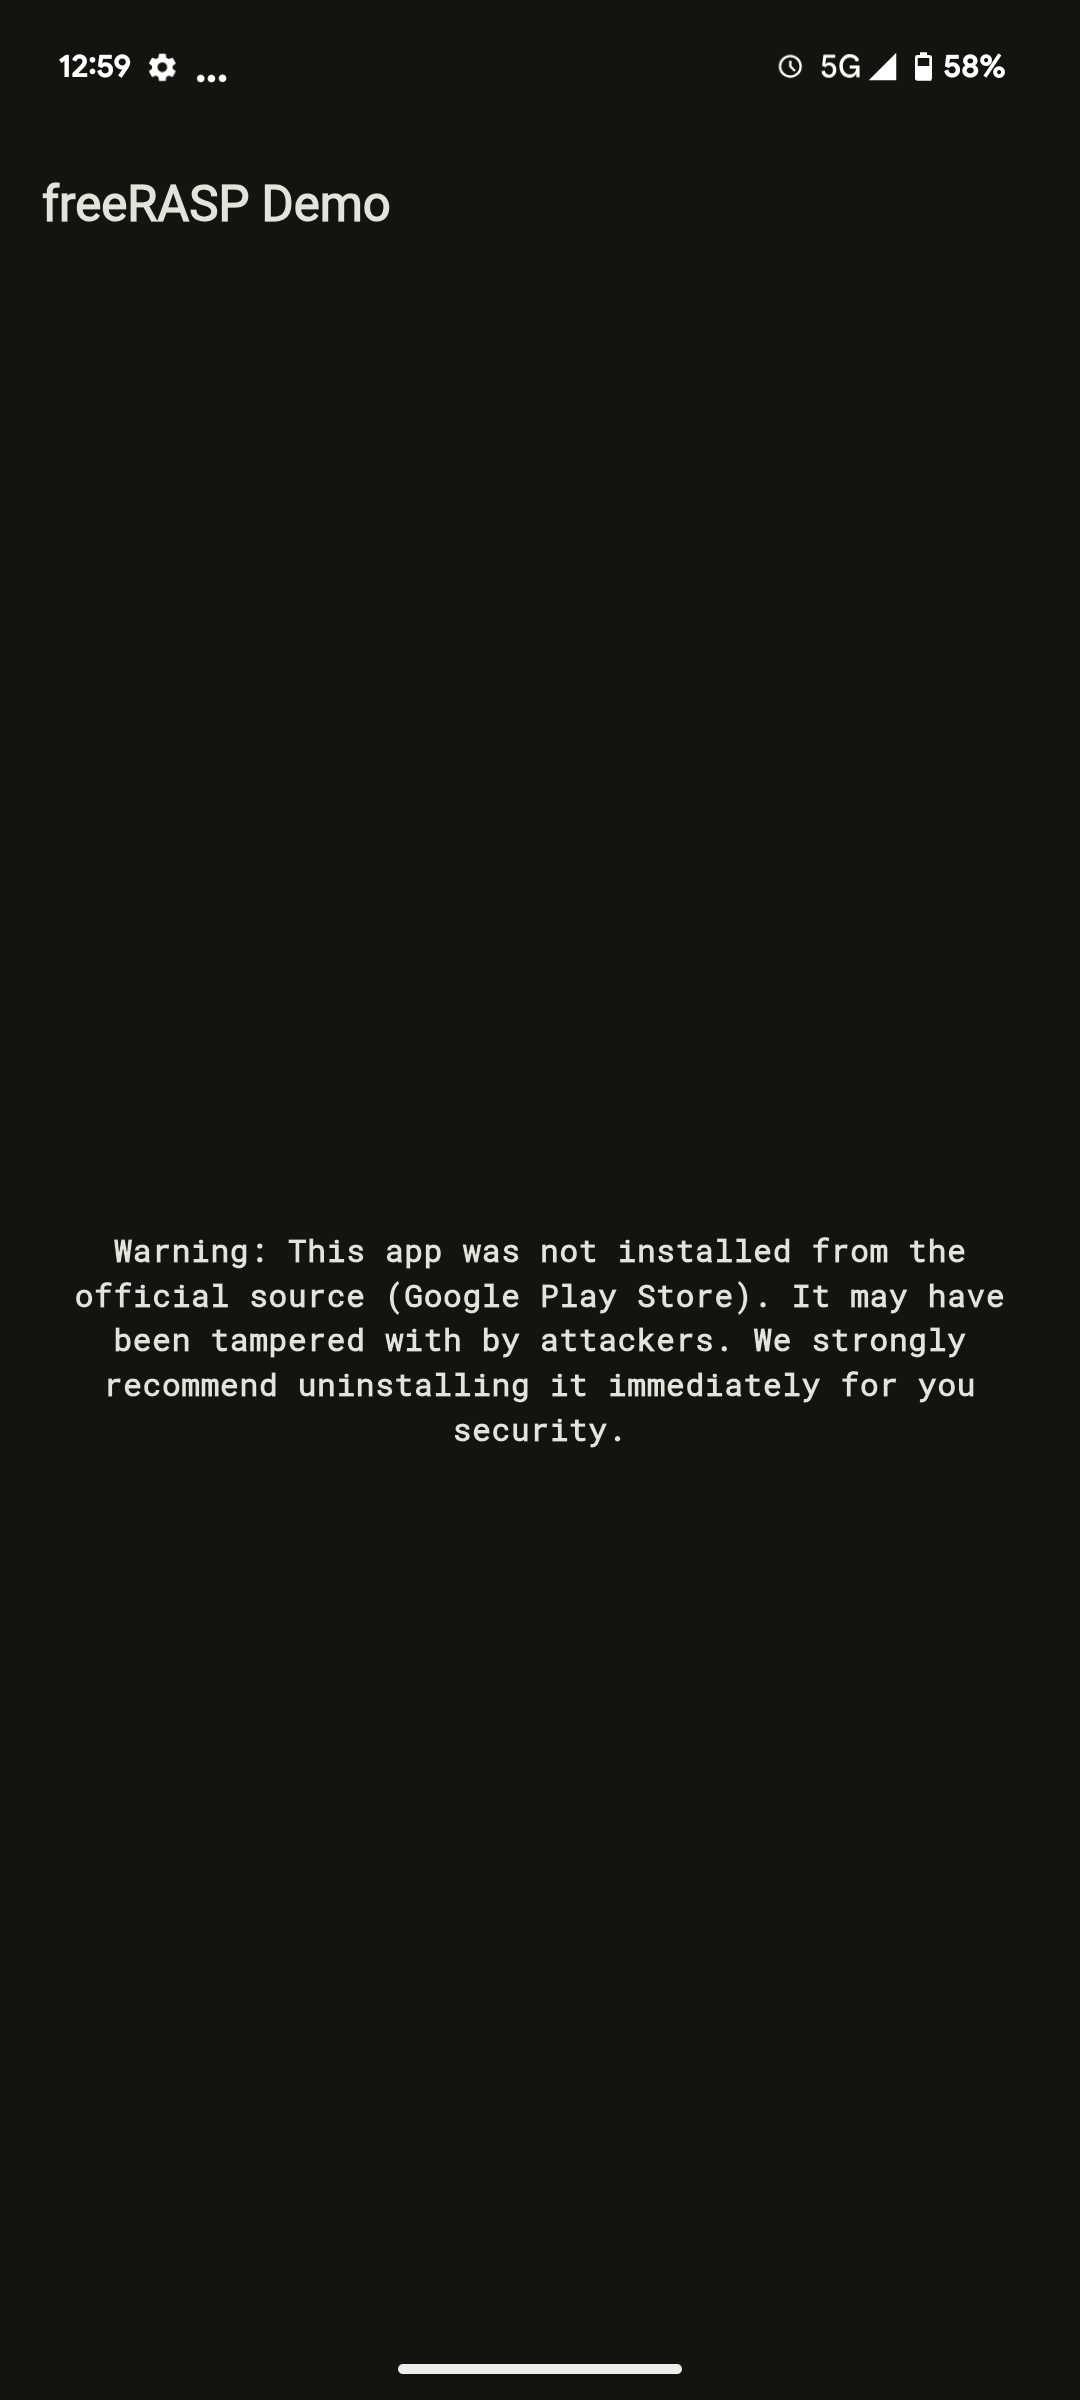 12:59 ... 5G 58%
freeRASP Demo
Warning: This app was not installed from the
official source (Google Play Store). It may have
been tampered with by attackers. We strongly
recommend uninstalling it immediately for you
security.